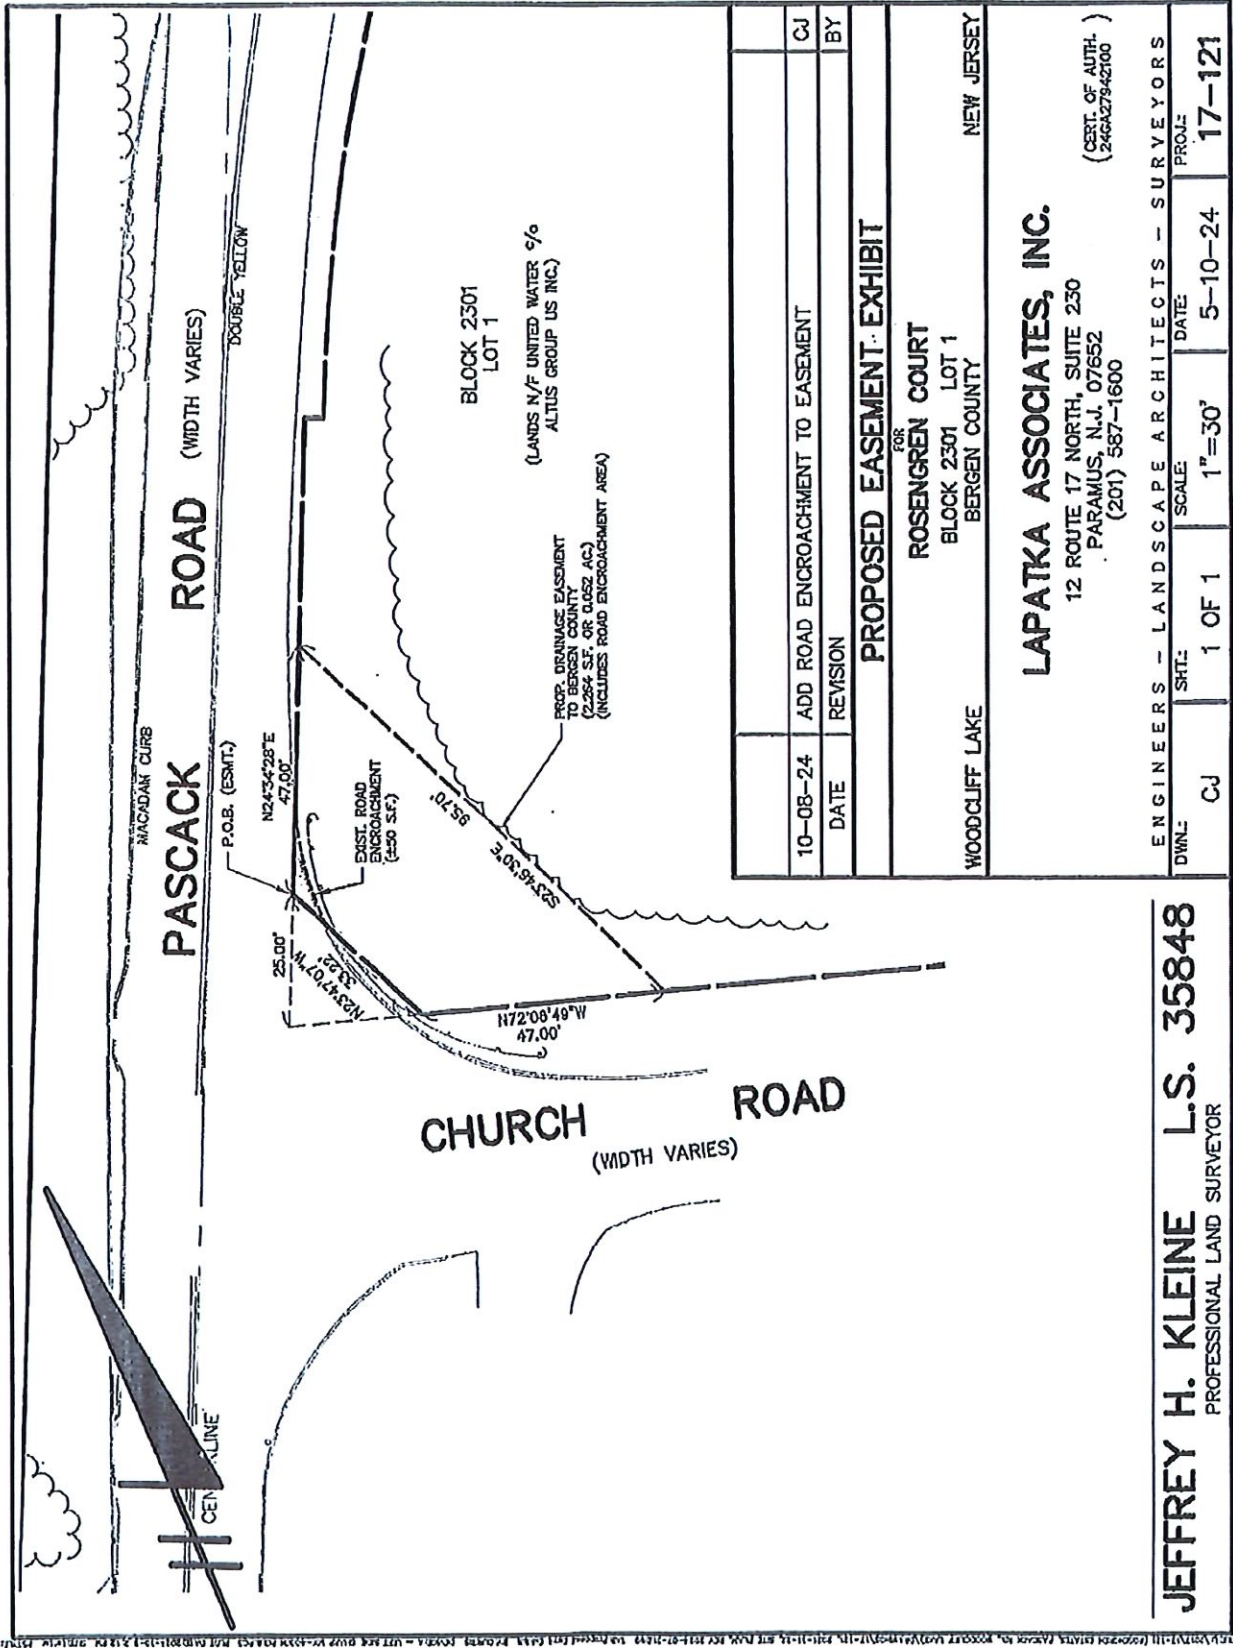 MACADAM CURB
PASCACK ROAD (WIDTH VARIES)
DOUBLE YELLOW
CENTERLINE
P.O.B. (ESMT.)
N24°34'28"E
47.00'
25.00'
N23°47'07"W
33.22'
EXIST. ROAD
ENCROACHMENT
(±50 S.F.)
S23°46'30"E
95.70'
N72°08'49"W
47.00'
CHURCH ROAD
(WIDTH VARIES)
PROP. DRAINAGE EASEMENT
TO BERGEN COUNTY
(2,264 S.F. OR 0.052 AC.)
(INCLUDES ROAD ENCROACHMENT AREA)
BLOCK 2301
LOT 1
(LANDS N/F UNITED WATER c/o
ALTUS GROUP US INC.)
10-08-24 ADD ROAD ENCROACHMENT TO EASEMENT CJ
DATE REVISION BY
PROPOSED EASEMENT EXHIBIT
FOR
ROSENGREN COURT
BLOCK 2301 LOT 1
WOODCLIFF LAKE BERGEN COUNTY NEW JERSEY
LAPATKA ASSOCIATES, INC.
12 ROUTE 17 NORTH, SUITE 230
PARAMUS, N.J. 07652
(201) 587-1600
(CERT. OF AUTH.
24GA27942100)
ENGINEERS - LANDSCAPE ARCHITECTS - SURVEYORS
DWN.: CJ SHT.: 1 OF 1 SCALE: 1"=30' DATE: 5-10-24 PROJ.: 17-121
JEFFREY H. KLEINE L.S. 35848
PROFESSIONAL LAND SURVEYOR